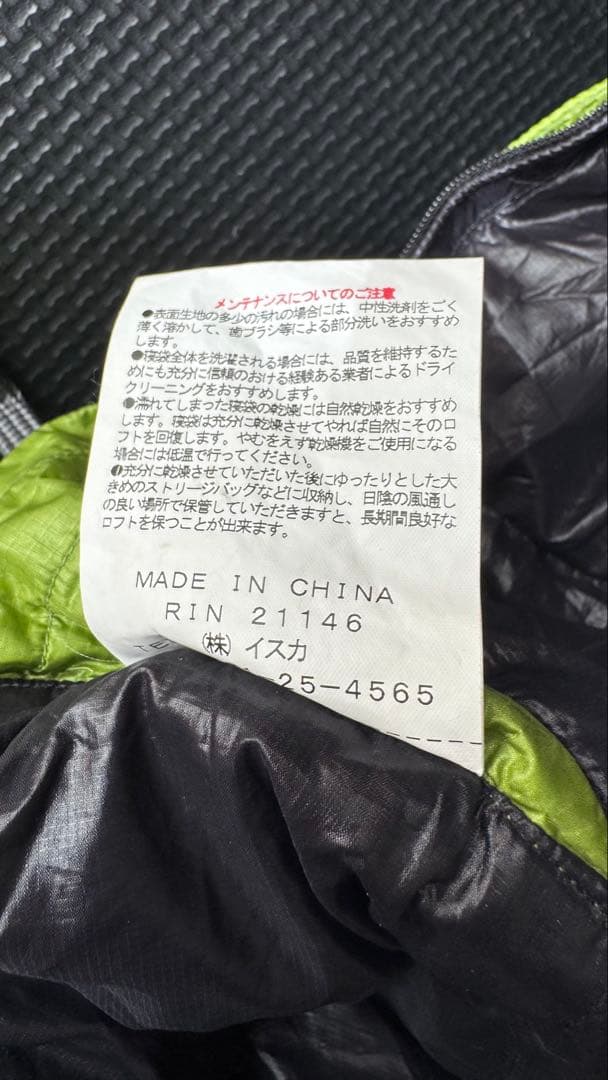 メンテナンスについてのご注意
●表面生地の多少の汚れの場合には、中性洗剤をごく
薄く溶かして、歯ブラシ等による部分洗いをおすすめ
します。
●寝袋全体を洗濯される場合には、品質を維持するた
めにも充分に信頼のおける経験ある業者によるドライ
クリーニングをおすすめします。
●濡れてしまった寝袋の乾燥には自然乾燥をおすすめ
します。寝袋は充分に乾燥させてやれば自然にそのロ
フトを回復します。やむをえず乾燥機をご使用になる
場合には低温で行ってください。
●充分に乾燥させていただいた後にゆったりとした大
きめのストリージバッグなどに収納し、日陰の風通し
の良い場所で保管していただきますと、長期間良好な
ロフトを保つことが出来ます。
MADE IN CHINA
RIN 21146
㈱ イスカ
TE
-25-4565